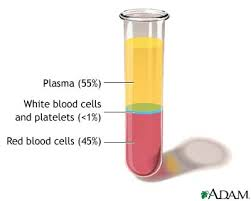 Plasma (55%)
White blood cells
and platelets (<1%)
Red blood cells (45%)
ADAM